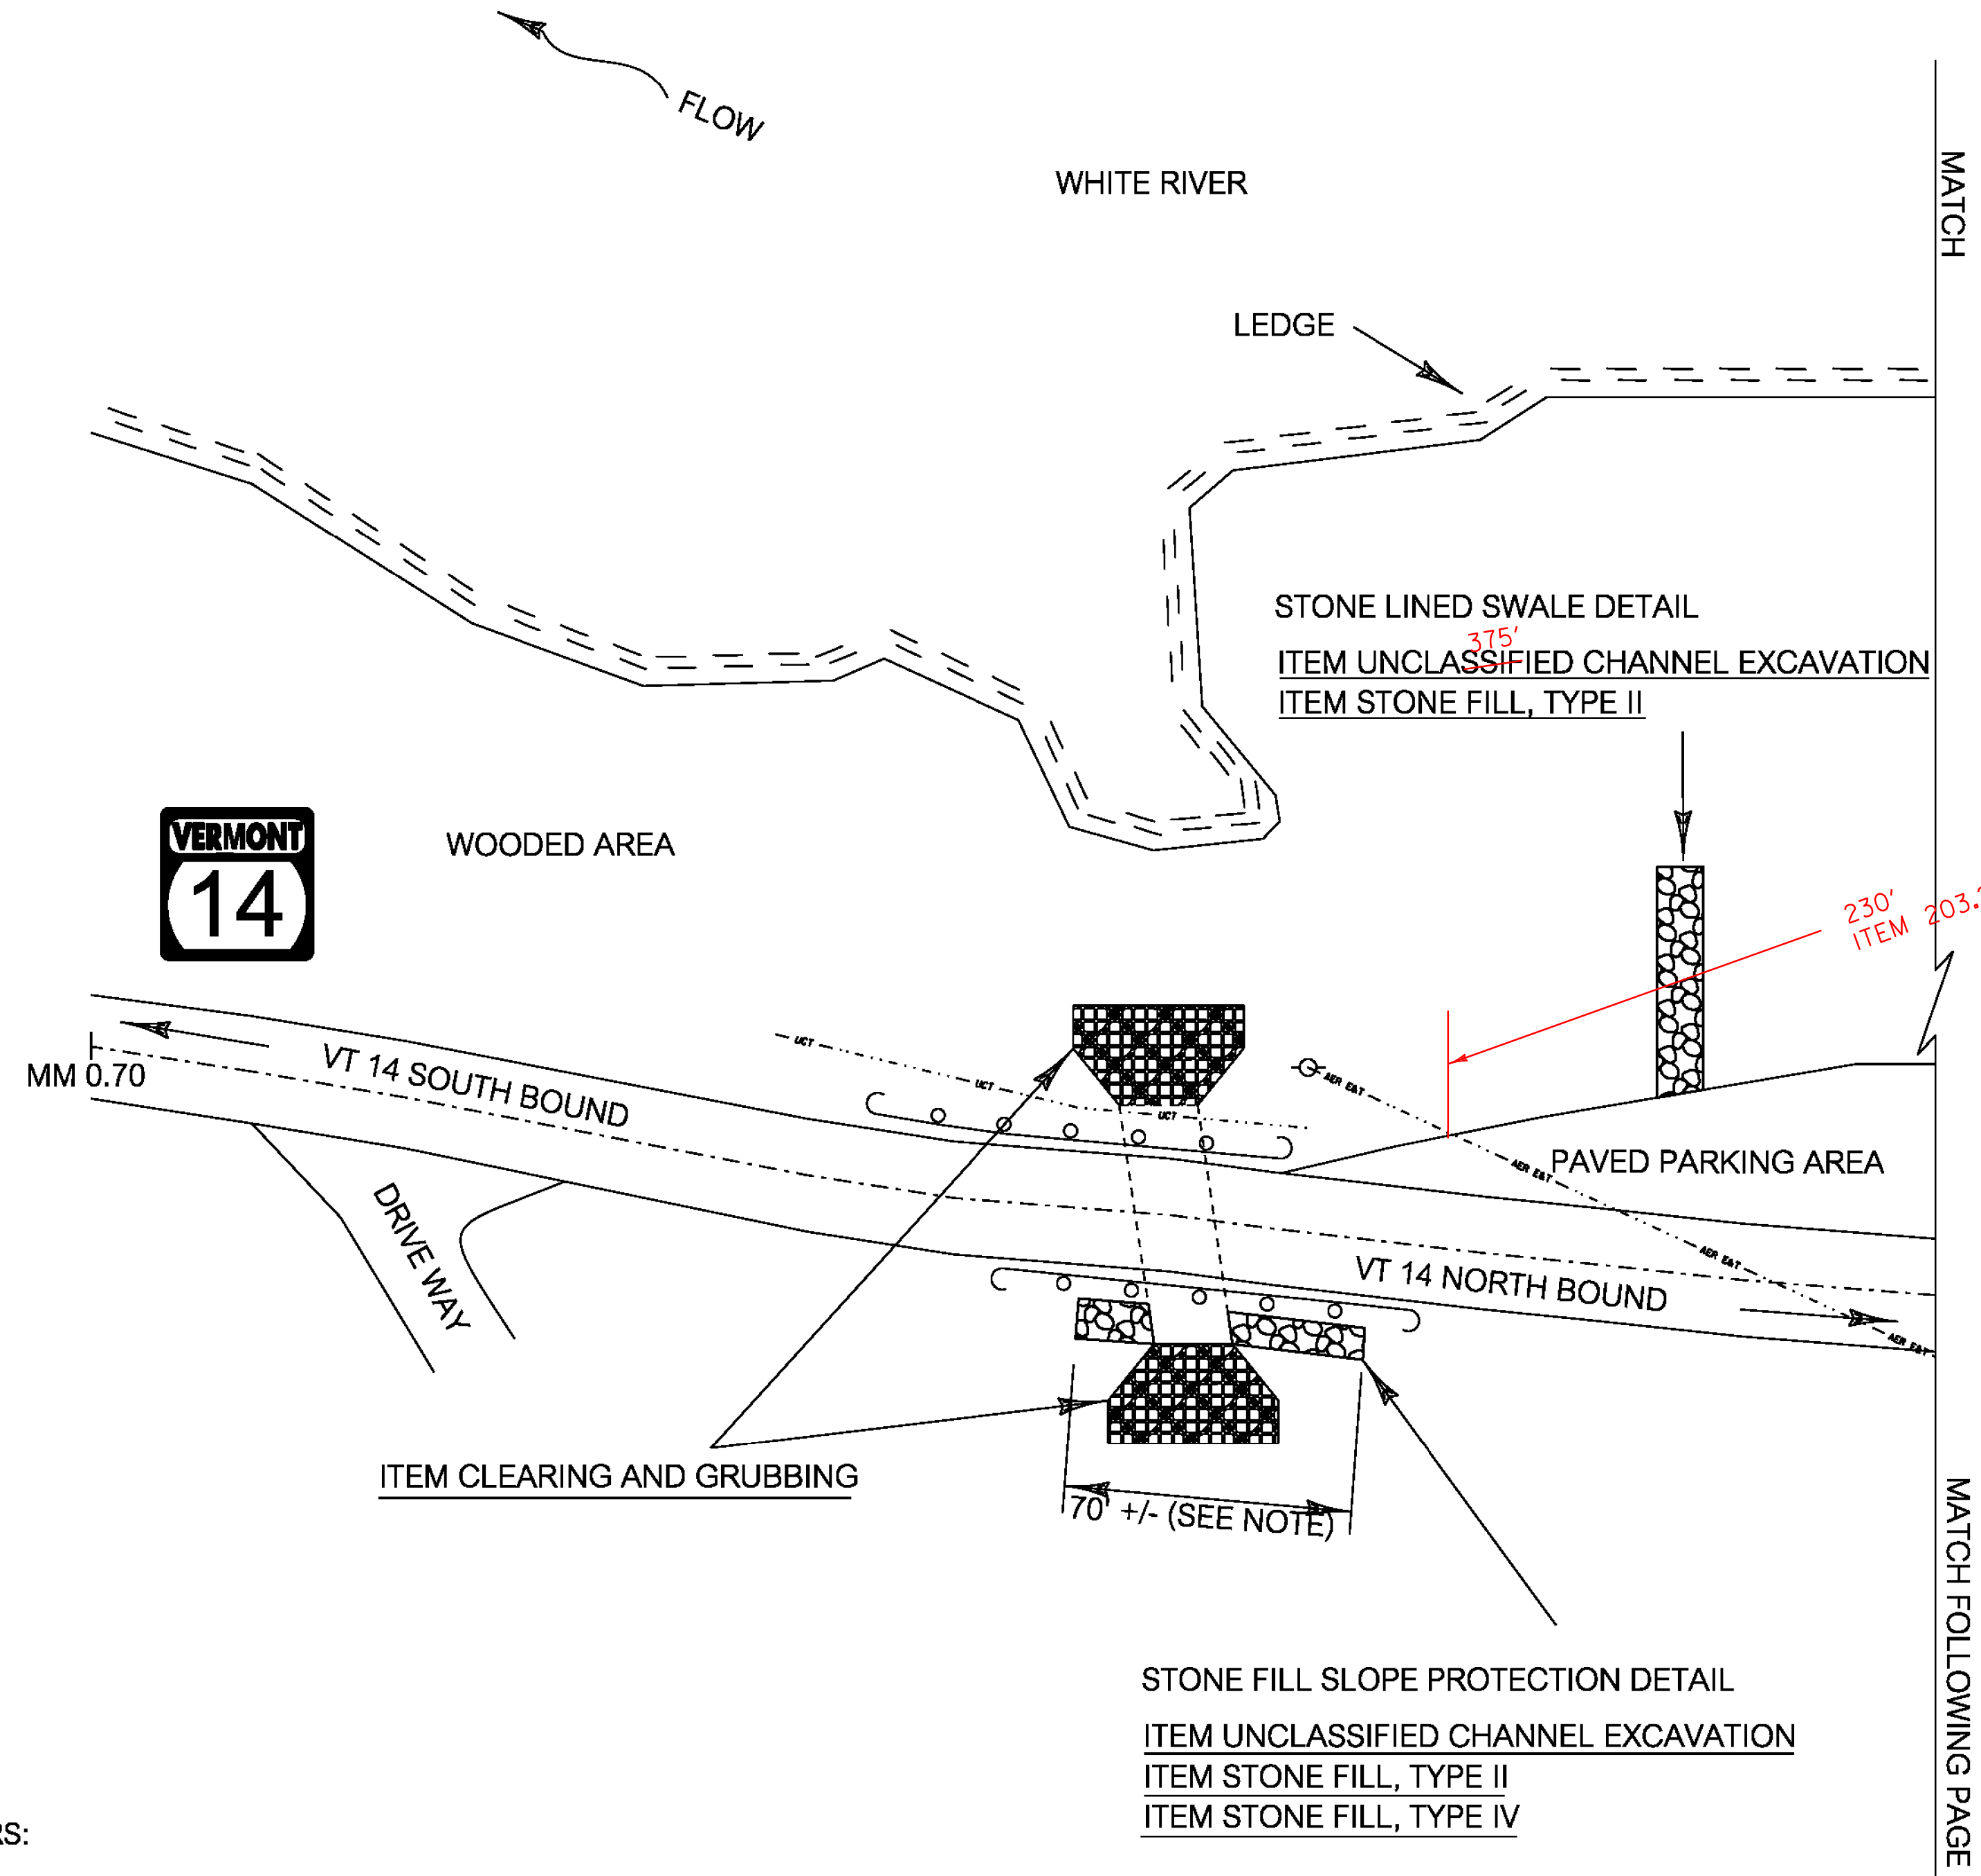 FLOW
WHITE RIVER
MATCH
LEDGE
STONE LINED SWALE DETAIL
375'
ITEM UNCLASSIFIED CHANNEL EXCAVATION
ITEM STONE FILL, TYPE II
VERMONT
14
WOODED AREA
230'
ITEM 203.
MM 0.70
VT 14 SOUTH BOUND
UCT
UCT
UCT
AER E&T
AER E&T
PAVED PARKING AREA
DRIVE WAY
AER E&T
VT 14 NORTH BOUND
AER E&T
ITEM CLEARING AND GRUBBING
70' +/- (SEE NOTE)
MATCH FOLLOWING PAGE
STONE FILL SLOPE PROTECTION DETAIL
ITEM UNCLASSIFIED CHANNEL EXCAVATION
ITEM STONE FILL, TYPE II
ITEM STONE FILL, TYPE IV
RS: